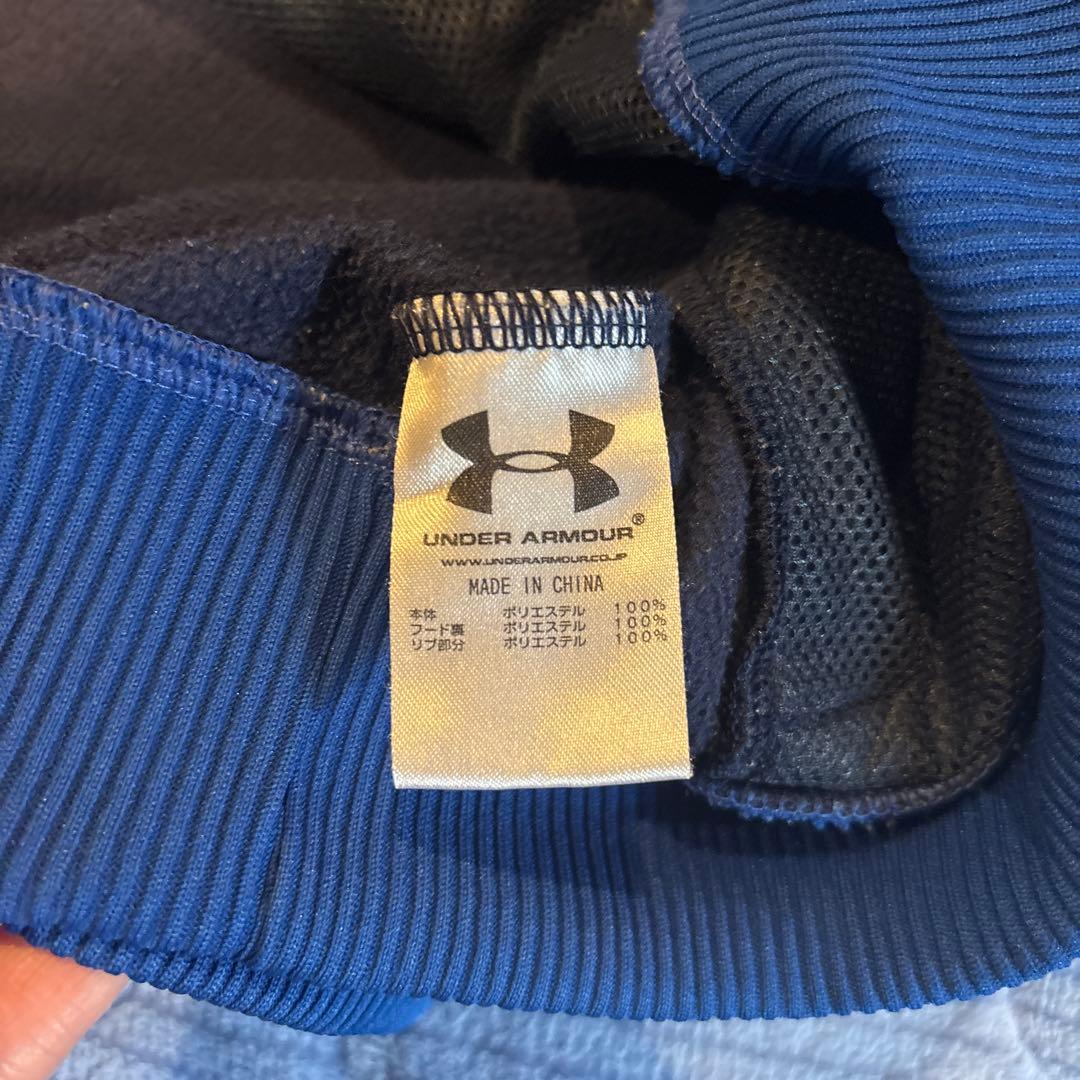 UNDER ARMOUR®
WWW.UNDERARMOUR.CO.JP
MADE IN CHINA
本体 ポリエステル 100%
フード裏 ポリエステル 100%
リブ部分 ポリエステル 100%